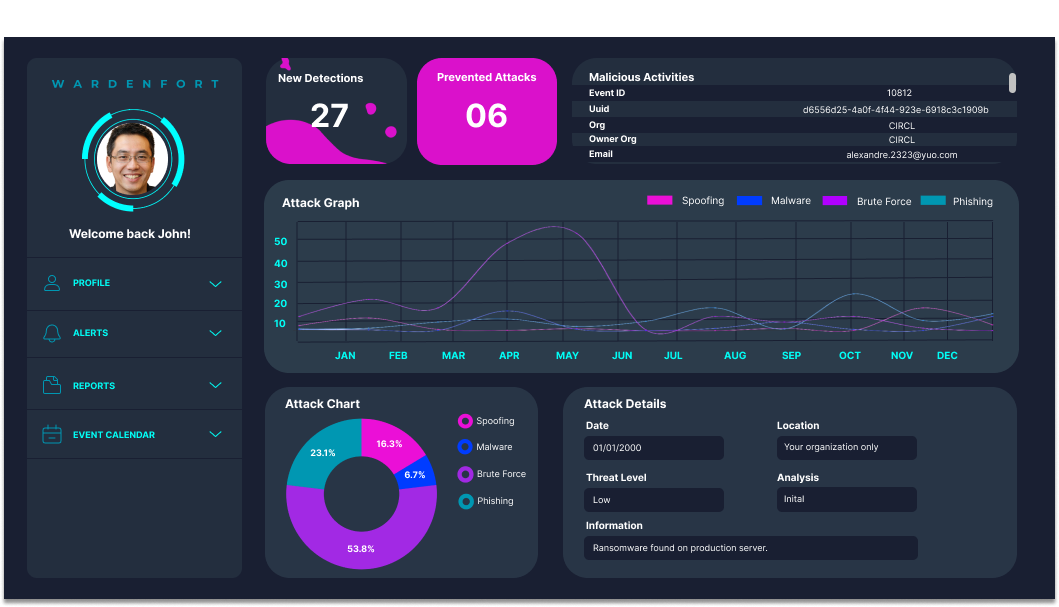 WARDENFORT
Welcome back John!
PROFILE
ALERTS
REPORTS
EVENT CALENDAR
New Detections
27
Prevented Attacks
06
Malicious Activities
Event ID 10812
Uuid d6556d25-4a0f-4f44-923e-6918c3c1909b
Org CIRCL
Owner Org CIRCL
Email alexandre.2323@yuo.com
Attack Graph
Spoofing Malware Brute Force Phishing
50
40
30
20
10
JAN FEB MAR APR MAY JUN JUL AUG SEP OCT NOV DEC
Attack Chart
16.3%
6.7%
53.8%
23.1%
Spoofing
Malware
Brute Force
Phishing
Attack Details
Date Location
01/01/2000 Your organization only
Threat Level Analysis
Low Inital
Information
Ransomware found on production server.